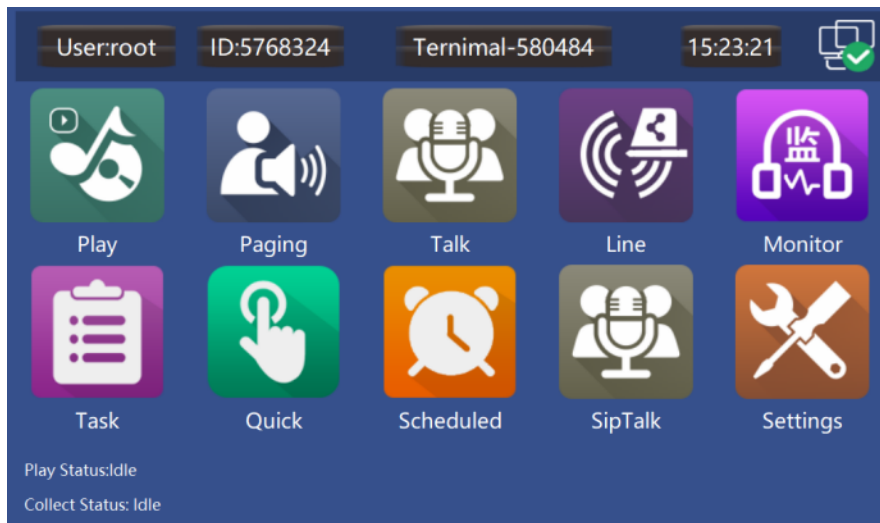 User:root ID:5768324 Ternimal-580484 15:23:21
监
Play Paging Talk Line Monitor
Task Quick Scheduled SipTalk Settings
Play Status:Idle
Collect Status: Idle